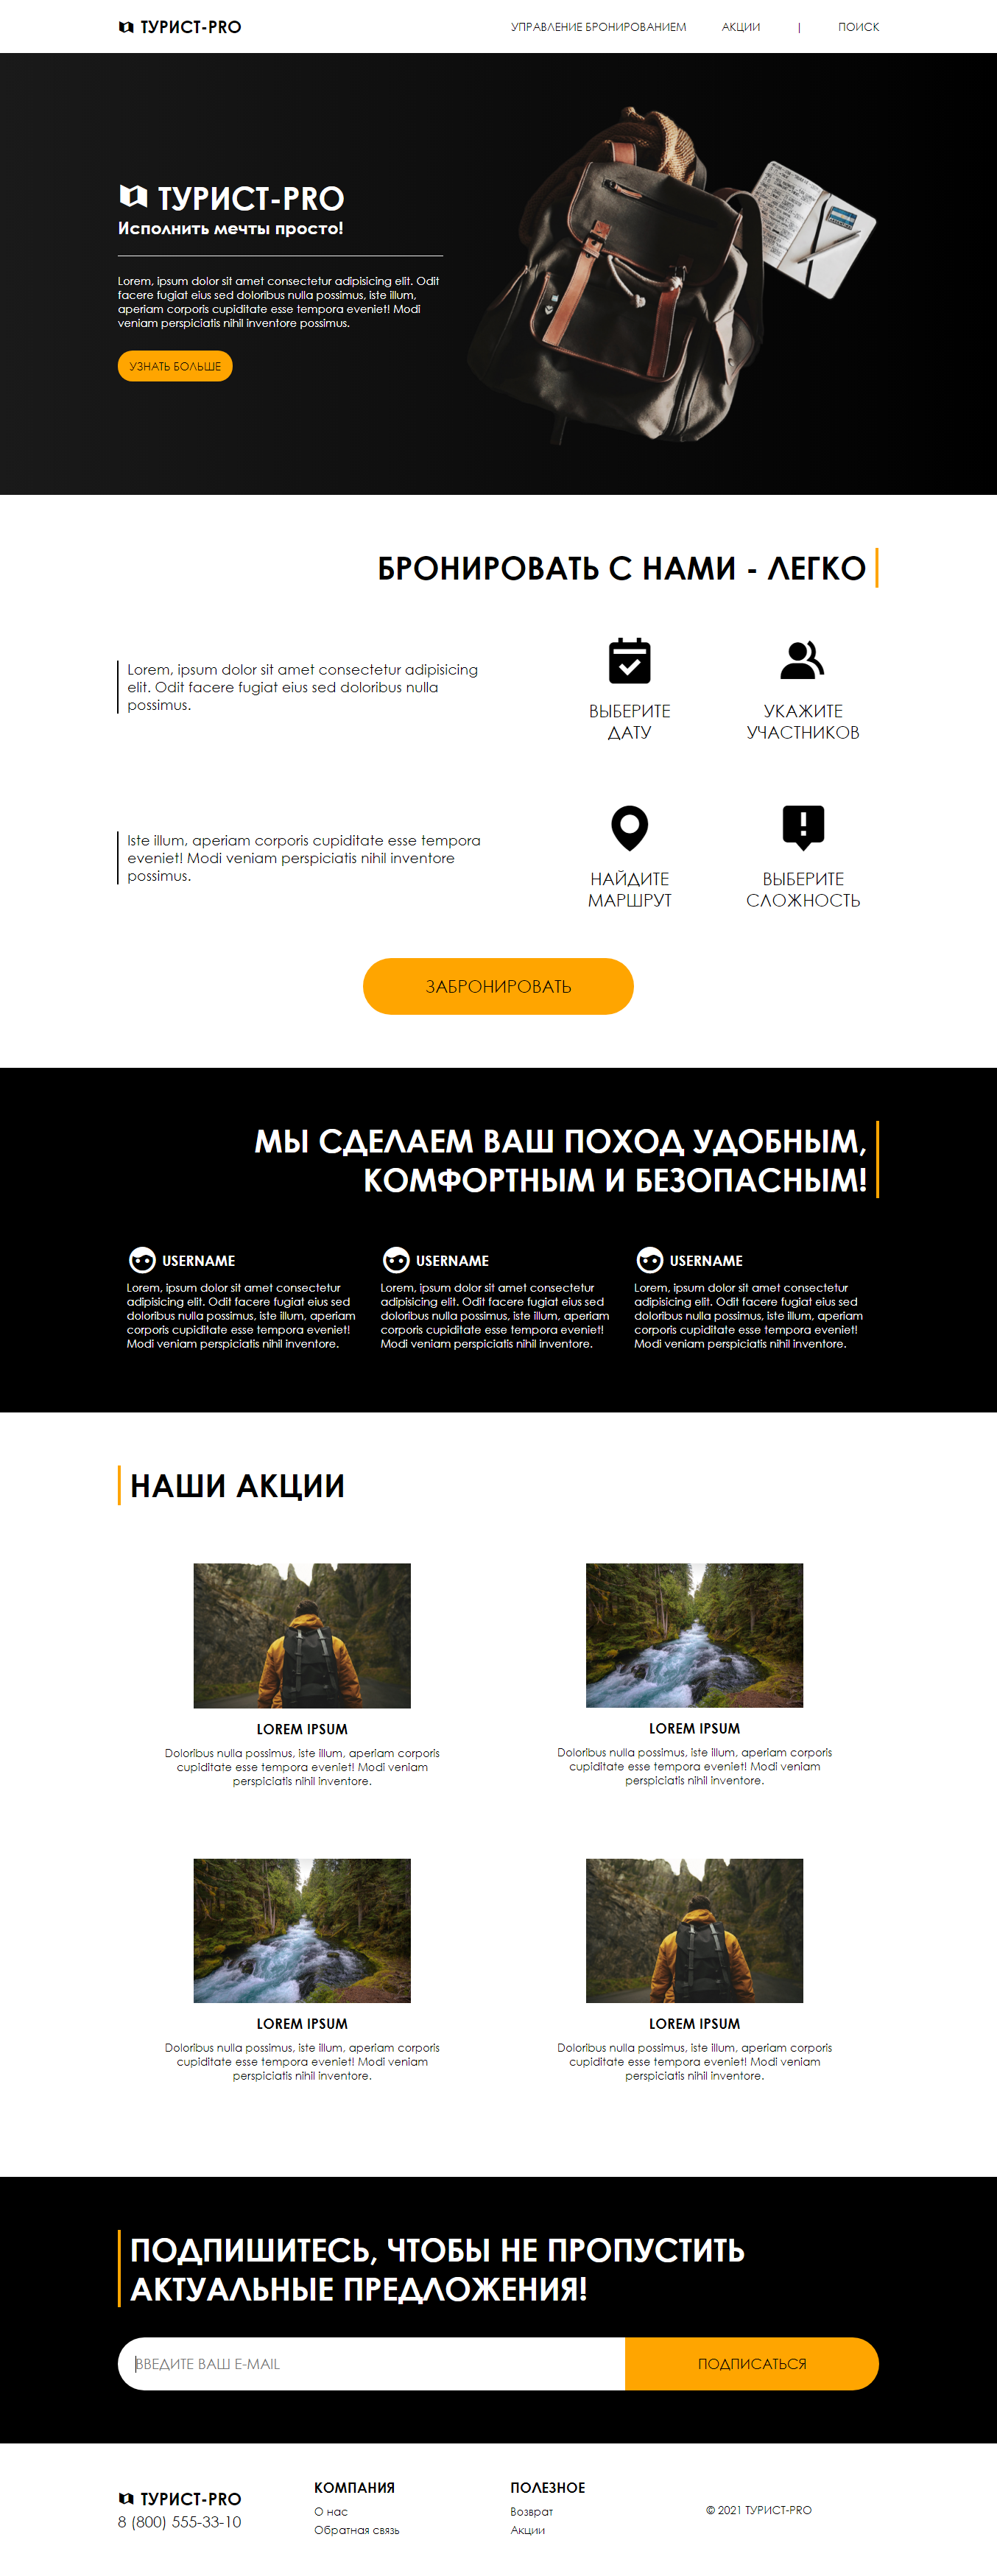 ТУРИСТ-PRO
УПРАВЛЕНИЕ БРОНИРОВАНИЕМ АКЦИИ | ПОИСК
ТУРИСТ-PRO
Исполнить мечты просто!
Lorem, ipsum dolor sit amet consectetur adipisicing elit. Odit
facere fugiat eius sed doloribus nulla possimus, iste illum,
aperiam corporis cupiditate esse tempora eveniet! Modi
veniam perspiciatis nihil inventore possimus.
УЗНАТЬ БОЛЬШЕ
БРОНИРОВАТЬ С НАМИ - ЛЕГКО
Lorem, ipsum dolor sit amet consectetur adipisicing
elit. Odit facere fugiat eius sed doloribus nulla
possimus.
ВЫБЕРИТЕ
ДАТУ
УКАЖИТЕ
УЧАСТНИКОВ
Iste illum, aperiam corporis cupiditate esse tempora
eveniet! Modi veniam perspiciatis nihil inventore
possimus.
НАЙДИТЕ
МАРШРУТ
ВЫБЕРИТЕ
СЛОЖНОСТЬ
ЗАБРОНИРОВАТЬ
МЫ СДЕЛАЕМ ВАШ ПОХОД УДОБНЫМ,
КОМФОРТНЫМ И БЕЗОПАСНЫМ!
USERNAME
Lorem, ipsum dolor sit amet consectetur
adipisicing elit. Odit facere fugiat eius sed
doloribus nulla possimus, iste illum, aperiam
corporis cupiditate esse tempora eveniet!
Modi veniam perspiciatis nihil inventore.
USERNAME
Lorem, ipsum dolor sit amet consectetur
adipisicing elit. Odit facere fugiat eius sed
doloribus nulla possimus, iste illum, aperiam
corporis cupiditate esse tempora eveniet!
Modi veniam perspiciatis nihil inventore.
USERNAME
Lorem, ipsum dolor sit amet consectetur
adipisicing elit. Odit facere fugiat eius sed
doloribus nulla possimus, iste illum, aperiam
corporis cupiditate esse tempora eveniet!
Modi veniam perspiciatis nihil inventore.
НАШИ АКЦИИ
LOREM IPSUM
Doloribus nulla possimus, iste illum, aperiam corporis
cupiditate esse tempora eveniet! Modi veniam
perspiciatis nihil inventore.
LOREM IPSUM
Doloribus nulla possimus, iste illum, aperiam corporis
cupiditate esse tempora eveniet! Modi veniam
perspiciatis nihil inventore.
LOREM IPSUM
Doloribus nulla possimus, iste illum, aperiam corporis
cupiditate esse tempora eveniet! Modi veniam
perspiciatis nihil inventore.
LOREM IPSUM
Doloribus nulla possimus, iste illum, aperiam corporis
cupiditate esse tempora eveniet! Modi veniam
perspiciatis nihil inventore.
ПОДПИШИТЕСЬ, ЧТОБЫ НЕ ПРОПУСТИТЬ
АКТУАЛЬНЫЕ ПРЕДЛОЖЕНИЯ!
ВВЕДИТЕ ВАШ E-MAIL
ПОДПИСАТЬСЯ
ТУРИСТ-PRO
8 (800) 555-33-10
КОМПАНИЯ
О нас
Обратная связь
ПОЛЕЗНОЕ
Возврат
Акции
© 2021 ТУРИСТ-PRO